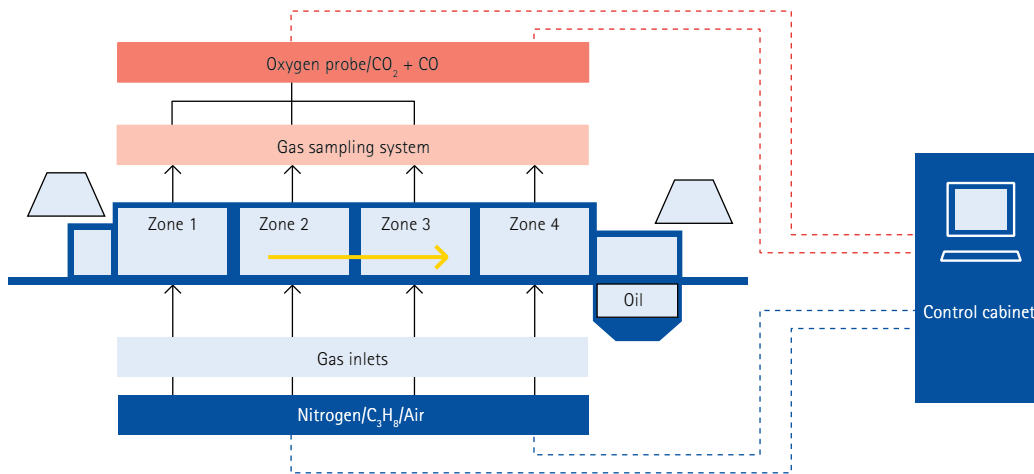 Oxygen probe/CO₂ + CO
Gas sampling system
Zone 1
Zone 2
Zone 3
Zone 4
Oil
Control cabinet
Gas inlets
Nitrogen/C₃H₈/Air